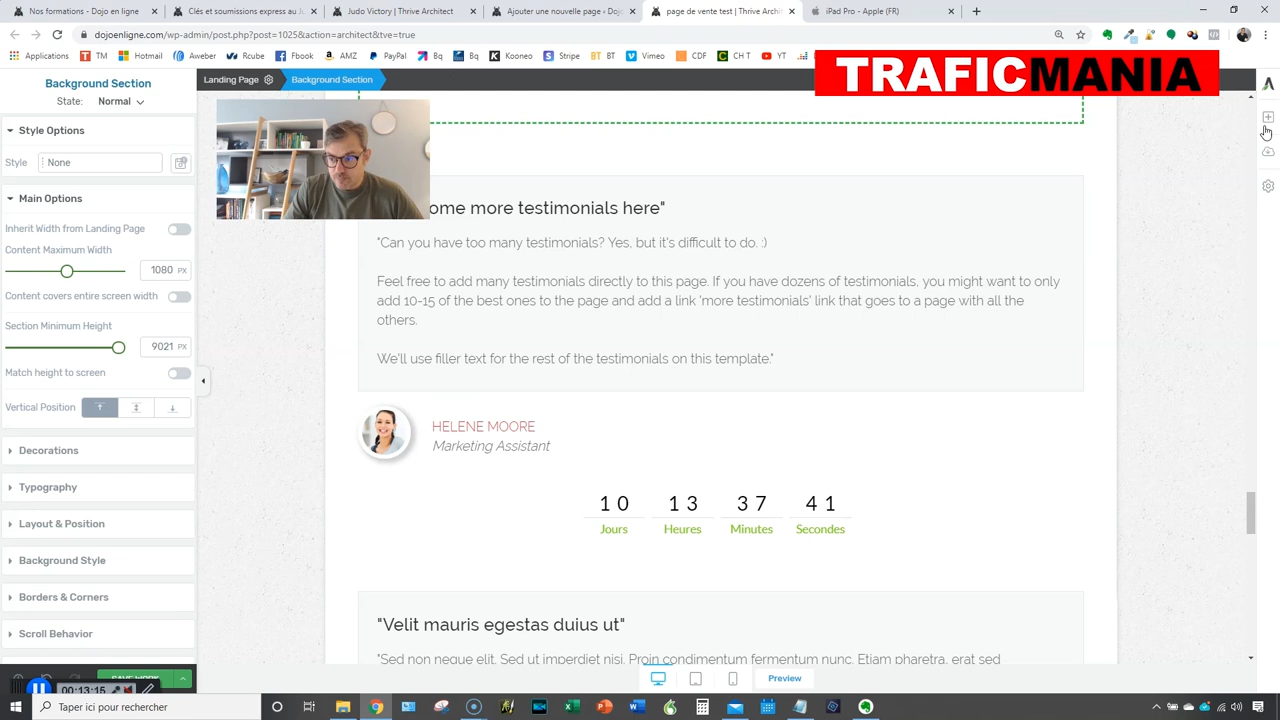 Ajouter les expressions au Ju
Clés et soumissions express
Judo Victory | Thrive Architect
Ajouter une nouvelle page - Dojo
page de vente test | Architect
iPad Pro - Apple (FR)
dojoenligne.com/wp-admin/post.php?post=1025&action=architect&tve=true
Applications TM Hotmail Aweber Rcube Fbook AMZ PayPal Bq Bq Kooneo Stripe BT BT Vimeo CDF CH T YT
TRAFICMANIA
Background Section
Landing Page
Background Section
State: Normal
Style Options
Style None
Main Options
Inherit Width from Landing Page
Content Maximum Width
1080 PX
Content covers entire screen width
Section Minimum Height
9021 PX
Match height to screen
Vertical Position
Decorations
Typography
Layout & Position
Background Style
Borders & Corners
Scroll Behavior
SAVE WORK
00:13:15
ome more testimonials here"
"Can you have too many testimonials? Yes, but it's difficult to do. :)
Feel free to add many testimonials directly to this page. If you have dozens of testimonials, you might want to only
add 10-15 of the best ones to the page and add a link 'more testimonials' link that goes to a page with all the
others.
We'll use filler text for the rest of the testimonials on this template."
HELENE MOORE
Marketing Assistant
10 13 37 41
Jours Heures Minutes Secondes
"Velit mauris egestas duius ut"
"Sed non neque elit. Sed ut imperdiet nisi. Proin condimentum fermentum nunc. Etiam pharetra, erat sed
Preview
Taper ici pour rechercher